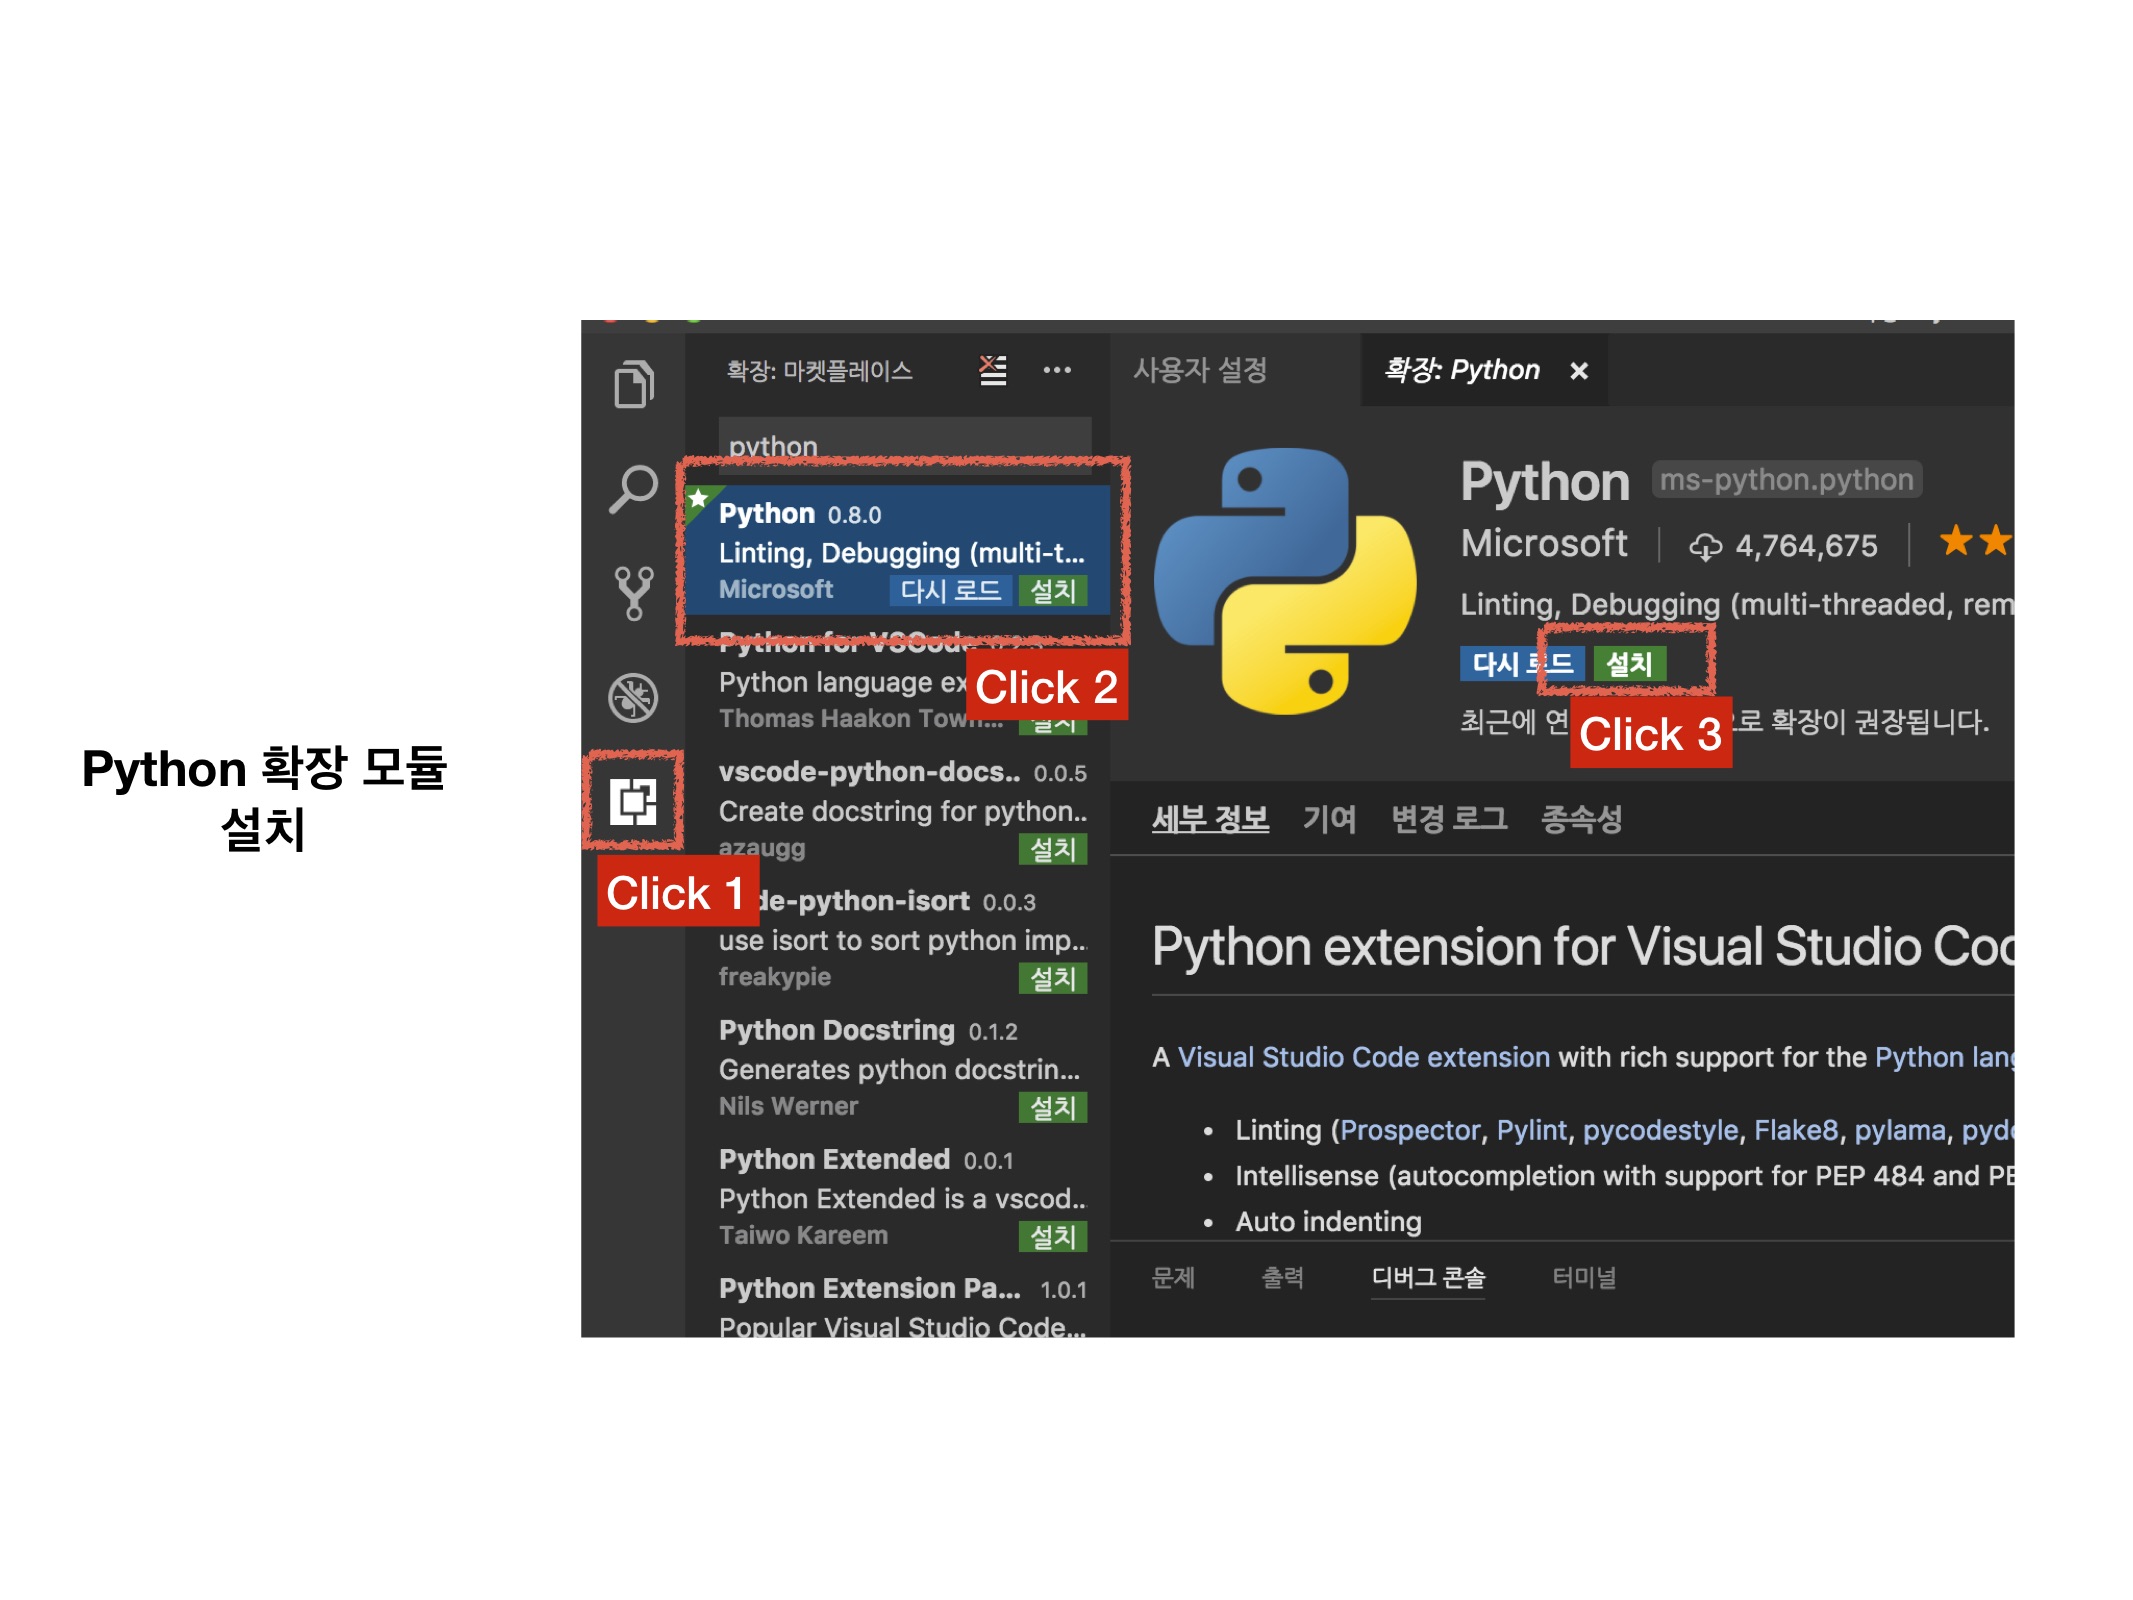 Python 확장 모듈
설치
확장: 마켓플레이스
사용자 설정
확장: Python
python
Python 0.8.0
Linting, Debugging (multi-t...
Microsoft 다시 로드 설치
Python for VSCode
Python language ex
Thomas Haakon Town... 설치
Click 2
vscode-python-docs.. 0.0.5
Create docstring for python..
azaugg 설치
Click 1
de-python-isort 0.0.3
use isort to sort python imp..
freakypie 설치
Python Docstring 0.1.2
Generates python docstrin...
Nils Werner 설치
Python Extended 0.0.1
Python Extended is a vscod..
Taiwo Kareem 설치
Python Extension Pa... 1.0.1
Popular Visual Studio Code...
Python ms-python.python
Microsoft 4,764,675
Linting, Debugging (multi-threaded, rem
다시 로드 설치
최근에 연 로 확장이 권장됩니다.
Click 3
세부 정보 기여 변경 로그 종속성
Python extension for Visual Studio Co
A Visual Studio Code extension with rich support for the Python lang
• Linting (Prospector, Pylint, pycodestyle, Flake8, pylama, pydo
• Intellisense (autocompletion with support for PEP 484 and PE
• Auto indenting
문제 출력 디버그 콘솔 터미널